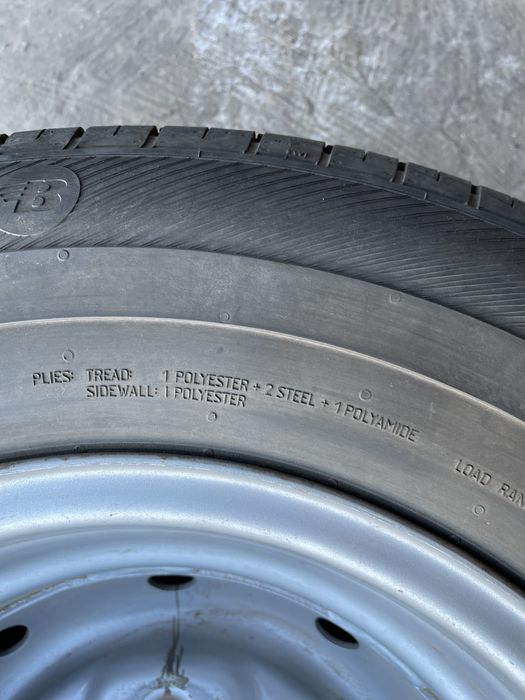 B
PLIES: TREAD: 1 POLYESTER + 2 STEEL + 1 POLYAMIDE
SIDEWALL: 1 POLYESTER
LOAD RAN